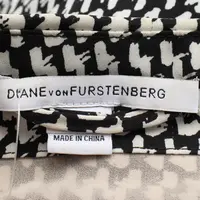 DIANE VON FURSTENBERG
MADE IN CHINA